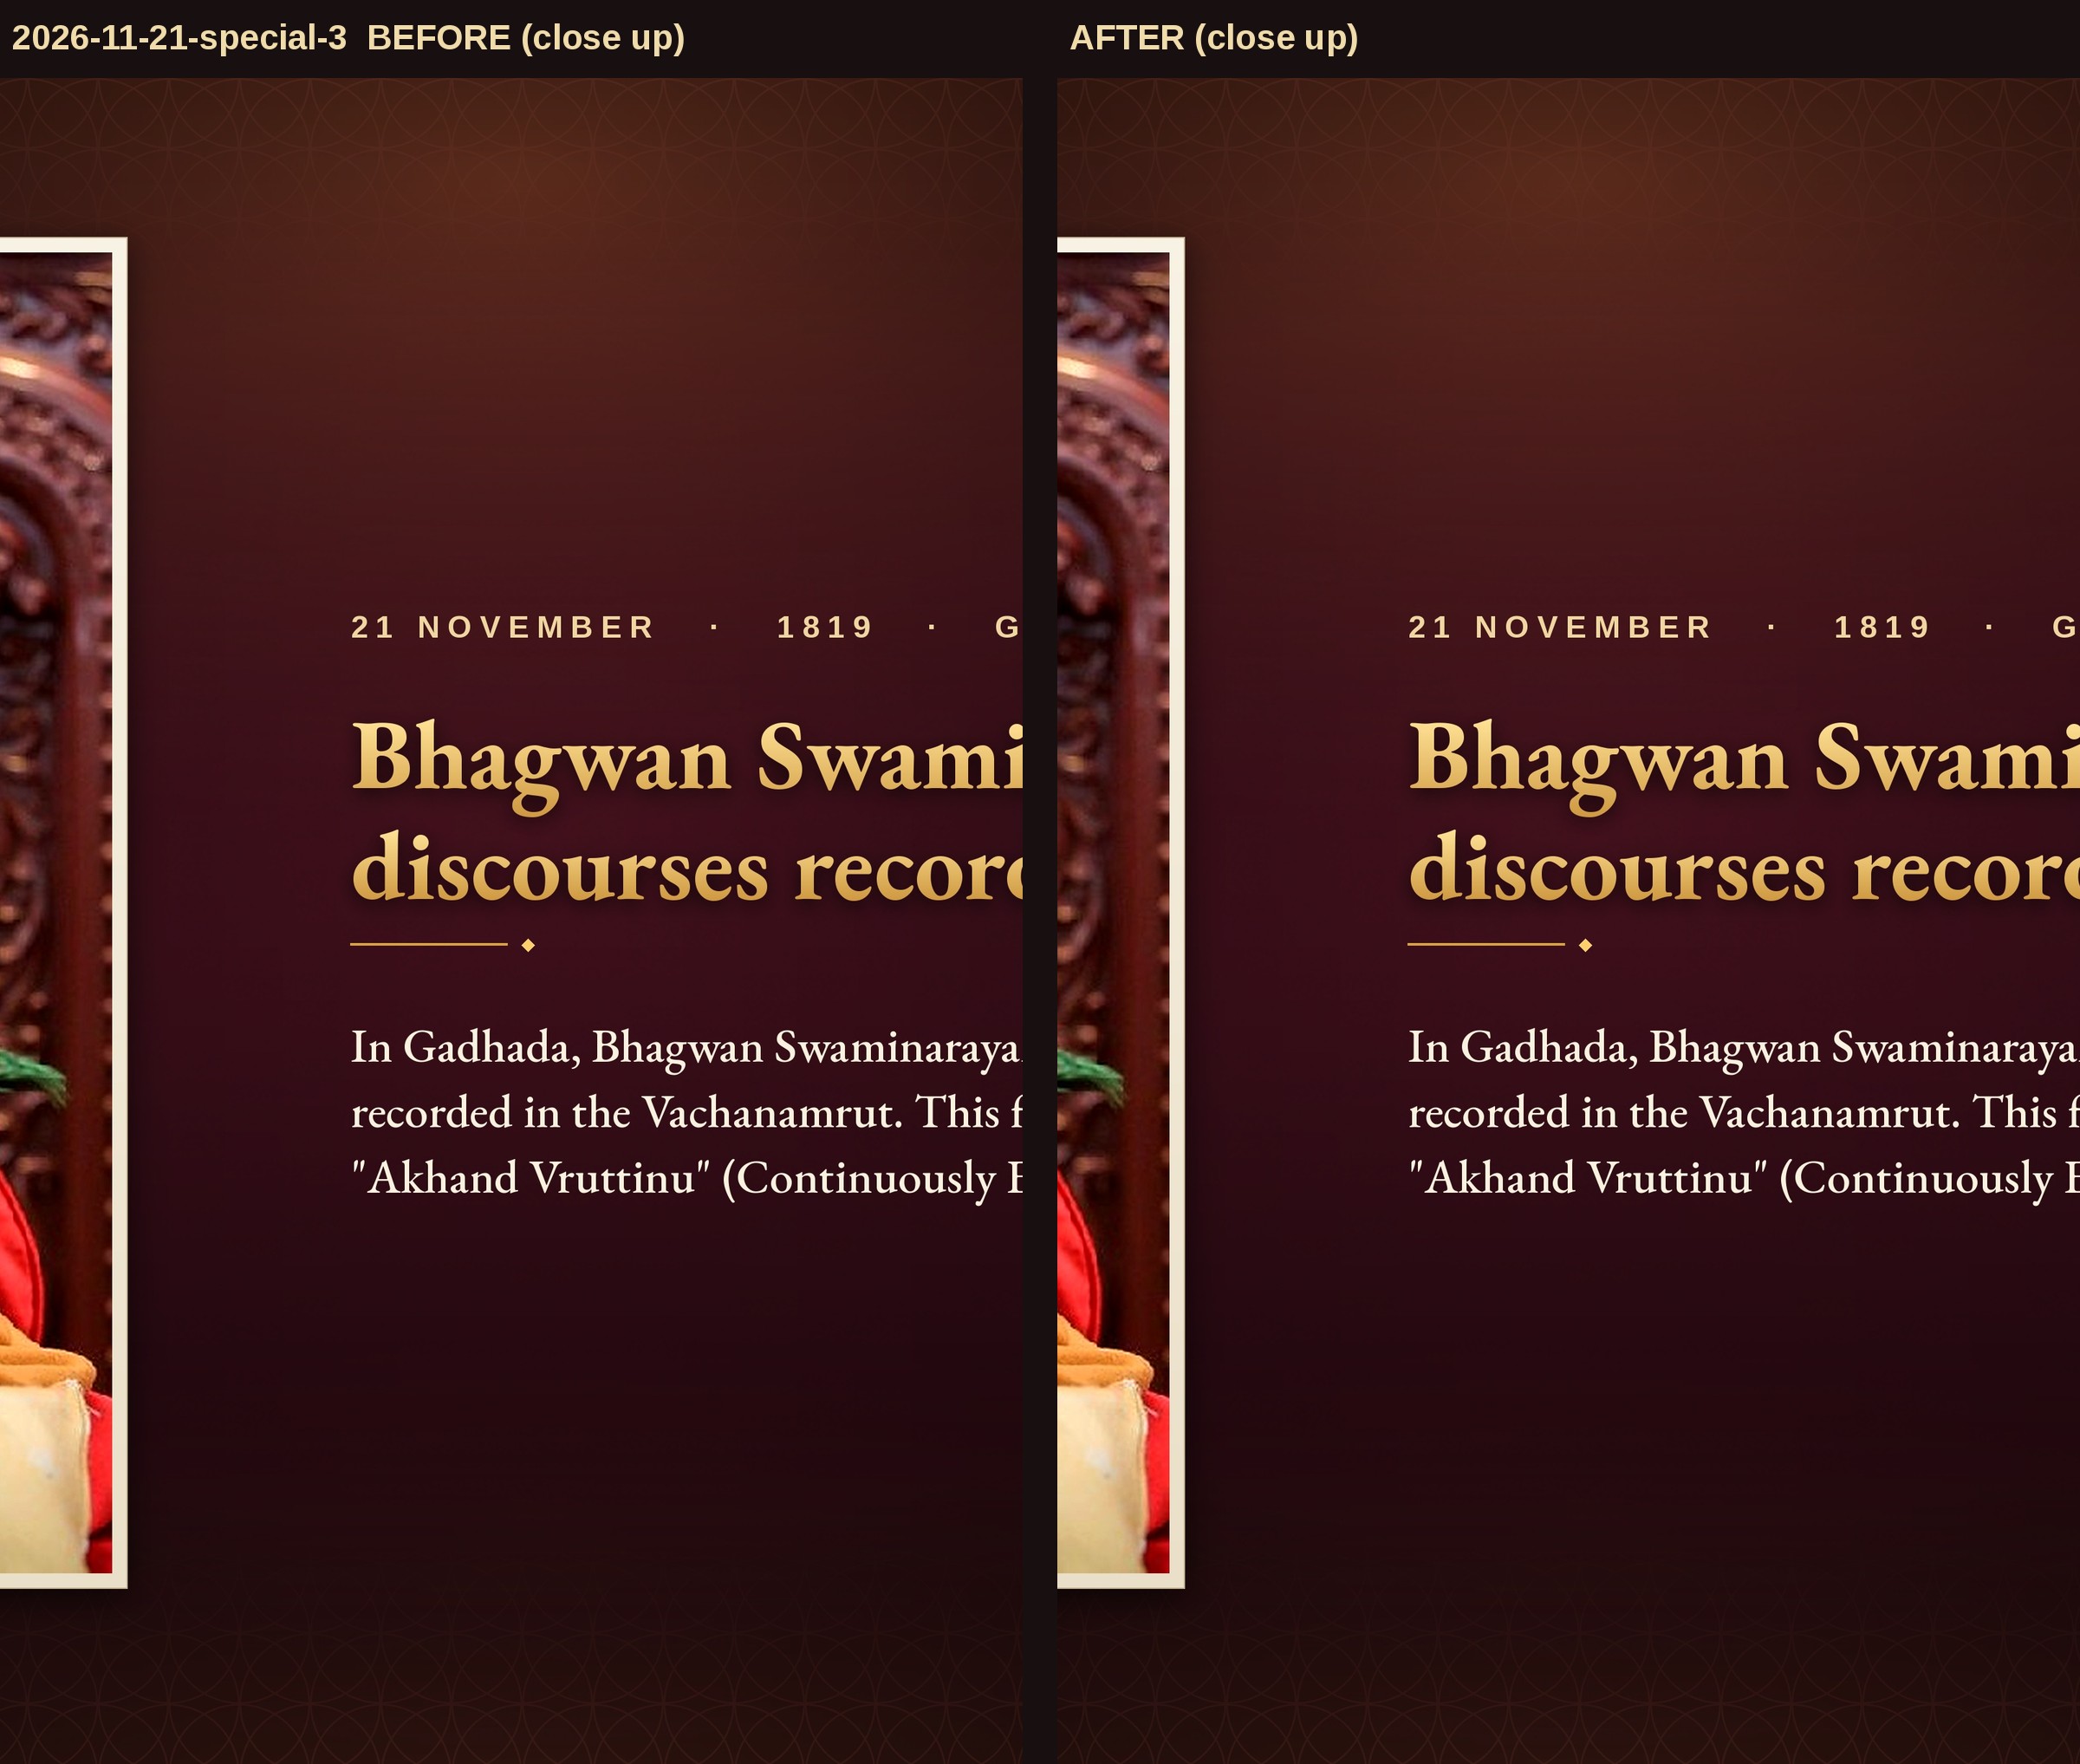 2026-11-21-special-3 BEFORE (close up)
21 NOVEMBER · 1819 · G
Bhagwan Swami
discourses record
In Gadhada, Bhagwan Swaminaraya
recorded in the Vachanamrut. This f
"Akhand Vruttinu" (Continuously E
AFTER (close up)
21 NOVEMBER · 1819 · G
Bhagwan Swami
discourses record
In Gadhada, Bhagwan Swaminaraya
recorded in the Vachanamrut. This f
"Akhand Vruttinu" (Continuously E